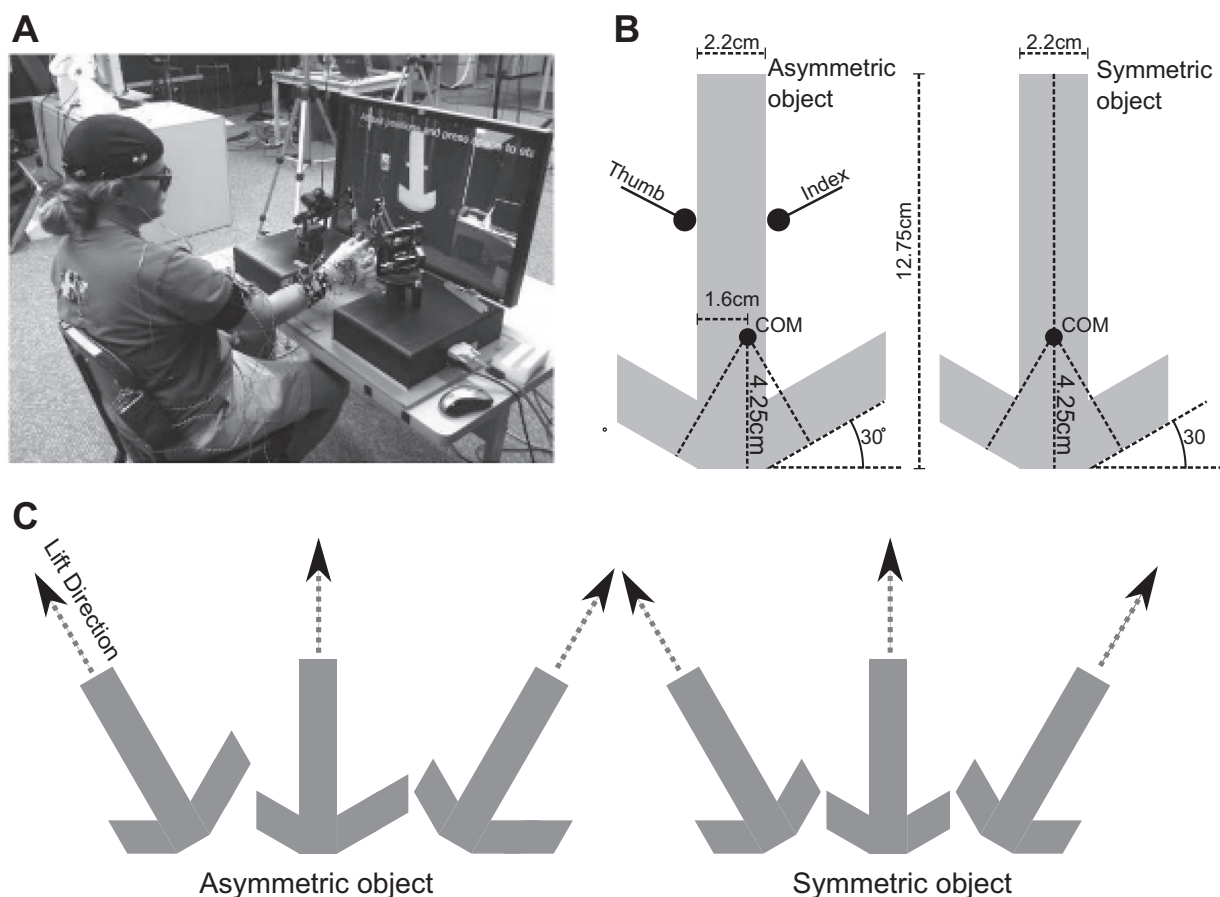 A
B
2.2cm
Asymmetric
object
2.2cm
Symmetric
object
Thumb
Index
12.75cm
1.6cm
COM
4.25cm
30°
°
COM
4.25cm
30
C
Lift Direction
Asymmetric object
Symmetric object